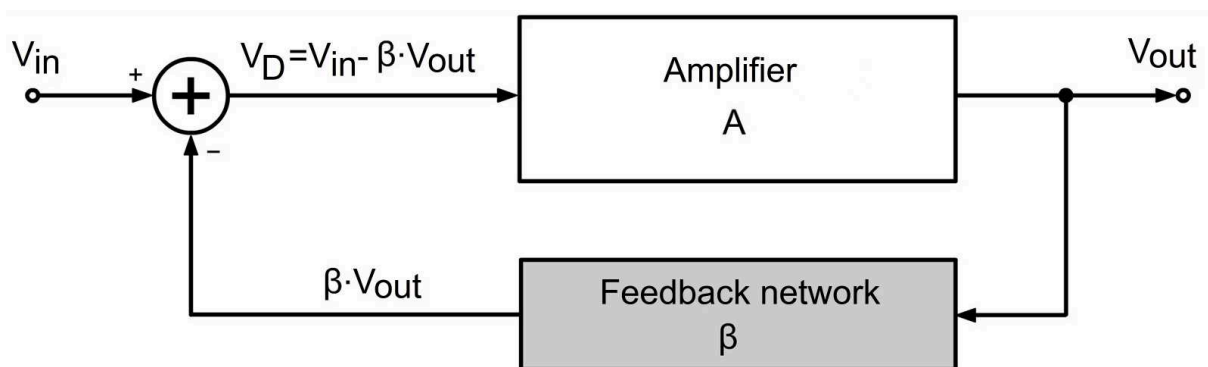 Vin
+
VD=Vin- β·Vout
Amplifier
A
Vout
+
−
β·Vout
Feedback network
β